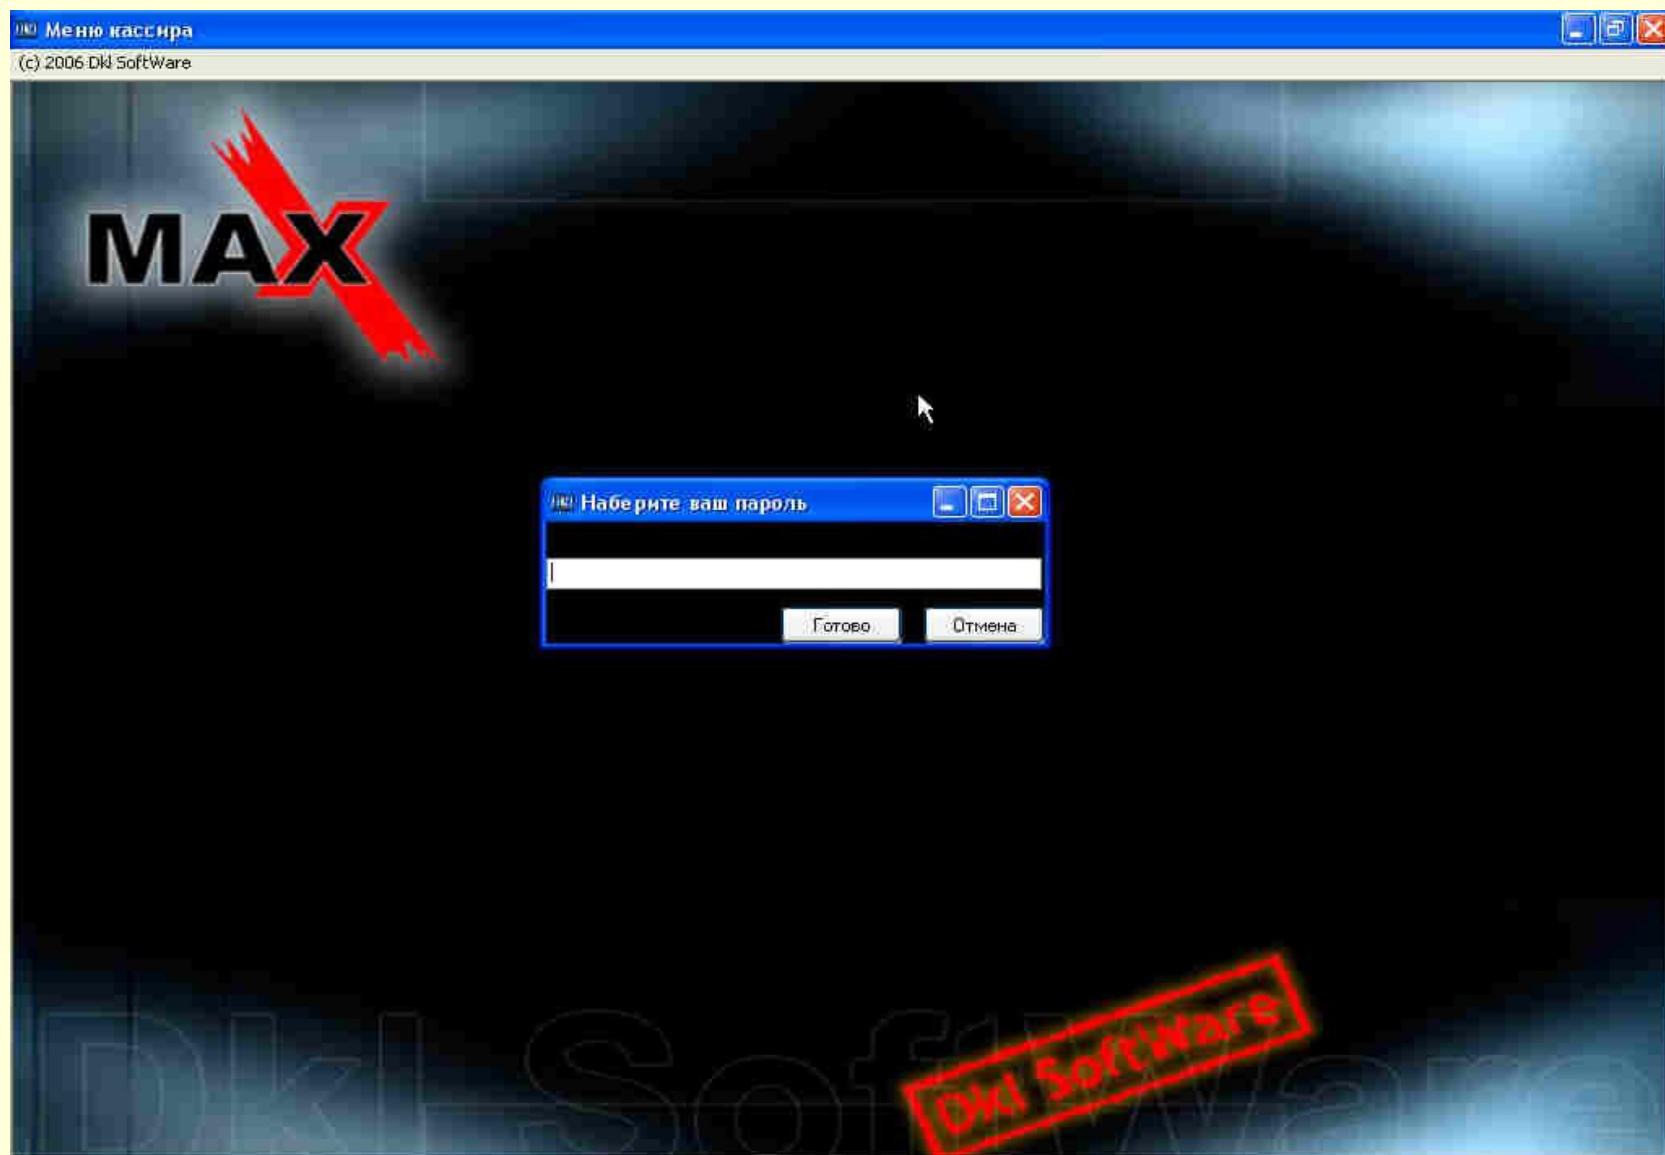 Меню кассира
(c) 2006 Dkl SoftWare
MAX
Наберите ваш пароль
Готово
Отмена
Dkl SoftWare
Dkl SoftWare